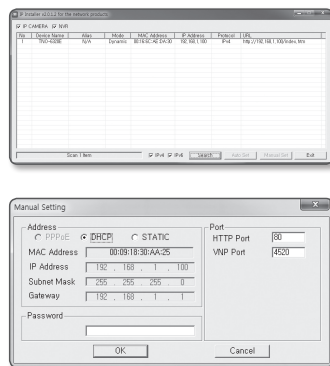 IP Installer v2.0.1.2 for the network products
IP CAMERA NVR
No Device Name Alias Mode MAC Address IP Address Protocol URL
1 TNO-6320E N/A Dynamic 00:16:6C:AE:DA:30 192,168,1,100 IPv4 http://192,168,1,100/index.htm
Scan 1 Item IPv4 IPv6 Search Auto Set Manual Set Exit
Manual Setting x
Address
PPPoE DHCP STATIC
MAC Address 00:09:18:30:AA:25
IP Address 192 . 168 . 1 . 100
Subnet Mask 255 . 255 . 255 . 0
Gateway 192 . 168 . 1 . 1
Port
HTTP Port 80
VNP Port 4520
Password
OK Cancel